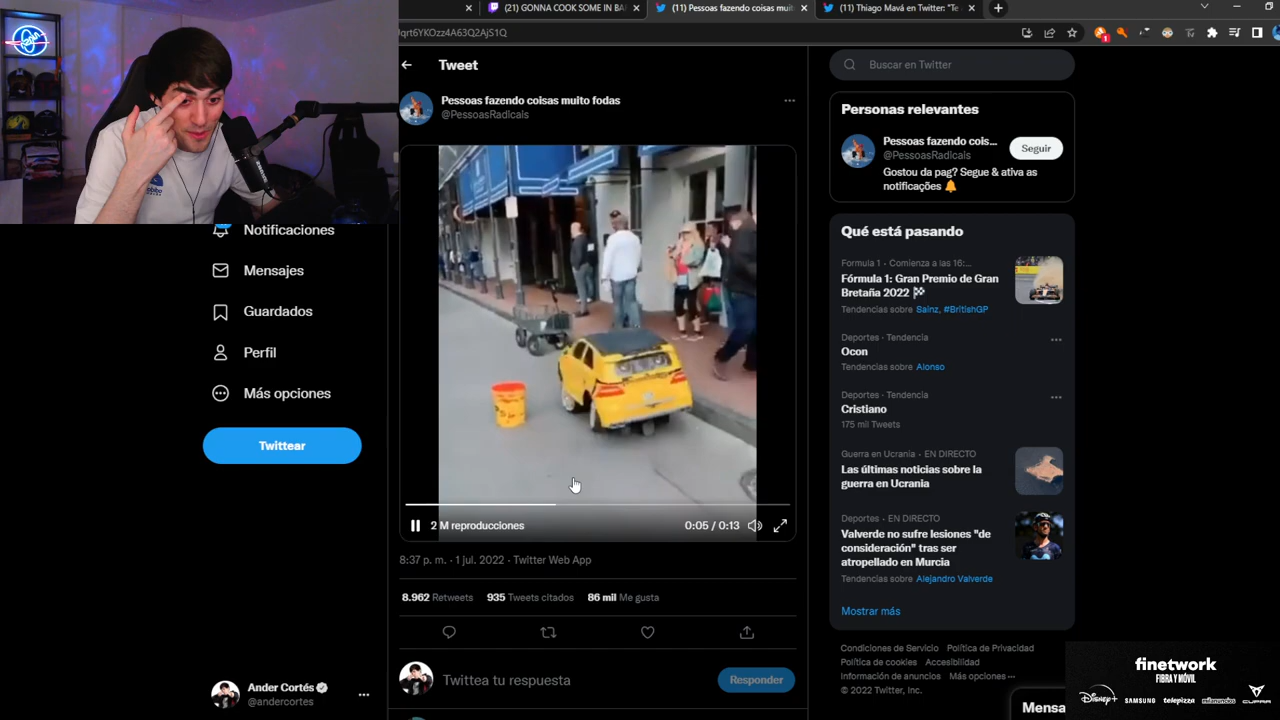 (21) GONNA COOK SOME IN BA
(11) Pessoas fazendo coisas muit
(11) Thiago Mavá en Twitter: "Te
Jqrt6YKOzz4A63Q2AjS1Q
Tweet
Pessoas fazendo coisas muito fodas
@PessoasRadicaIs
2 M reproducciones
0:05 / 0:13
8:37 p. m. · 1 jul. 2022 · Twitter Web App
8.962 Retweets 935 Tweets citados 86 mil Me gusta
Twittea tu respuesta
Responder
Notificaciones
Mensajes
Guardados
Perfil
Más opciones
Twittear
Ander Cortés
@andercortes
Buscar en Twitter
Personas relevantes
Pessoas fazendo cois...
@PessoasRadicaIs
Seguir
Gostou da pag? Segue & ativa as
notificações
Qué está pasando
Formula 1 · Comienza a las 16:...
Fórmula 1: Gran Premio de Gran
Bretaña 2022
Tendencias sobre Sainz, #BritishGP
Deportes · Tendencia
Ocon
Tendencias sobre Alonso
Deportes · Tendencia
Cristiano
175 mil Tweets
Guerra en Ucrania · EN DIRECTO
Las últimas noticias sobre la
guerra en Ucrania
Deportes · EN DIRECTO
Valverde no sufre lesiones "de
consideración" tras ser
atropellado en Murcia
Tendencias sobre Alejandro Valverde
Mostrar más
Condiciones de Servicio Política de Privacidad
Política de cookies Accesibilidad
Información de anuncios Más opciones ···
© 2022 Twitter, Inc.
Mensa
finetwork
FIBRA Y MÓVIL
Disney+ SAMSUNG telepizza milanuncios CUPRA